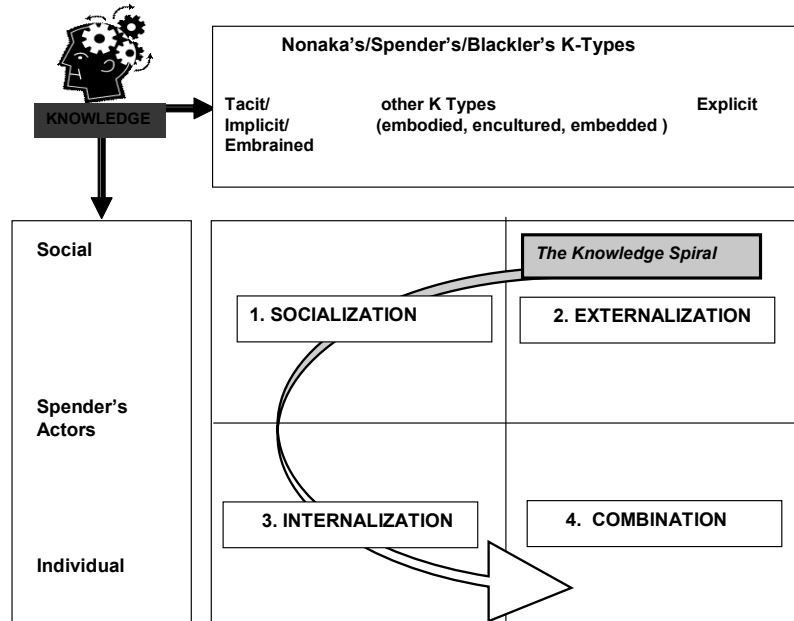 Nonaka's/Spender's/Blackler's K-Types
KNOWLEDGE
Tacit/
Implicit/
Embrained
other K Types
(embodied, encultured, embedded )
Explicit
Social
Spender's
Actors
Individual
The Knowledge Spiral
1. SOCIALIZATION
2. EXTERNALIZATION
3. INTERNALIZATION
4. COMBINATION